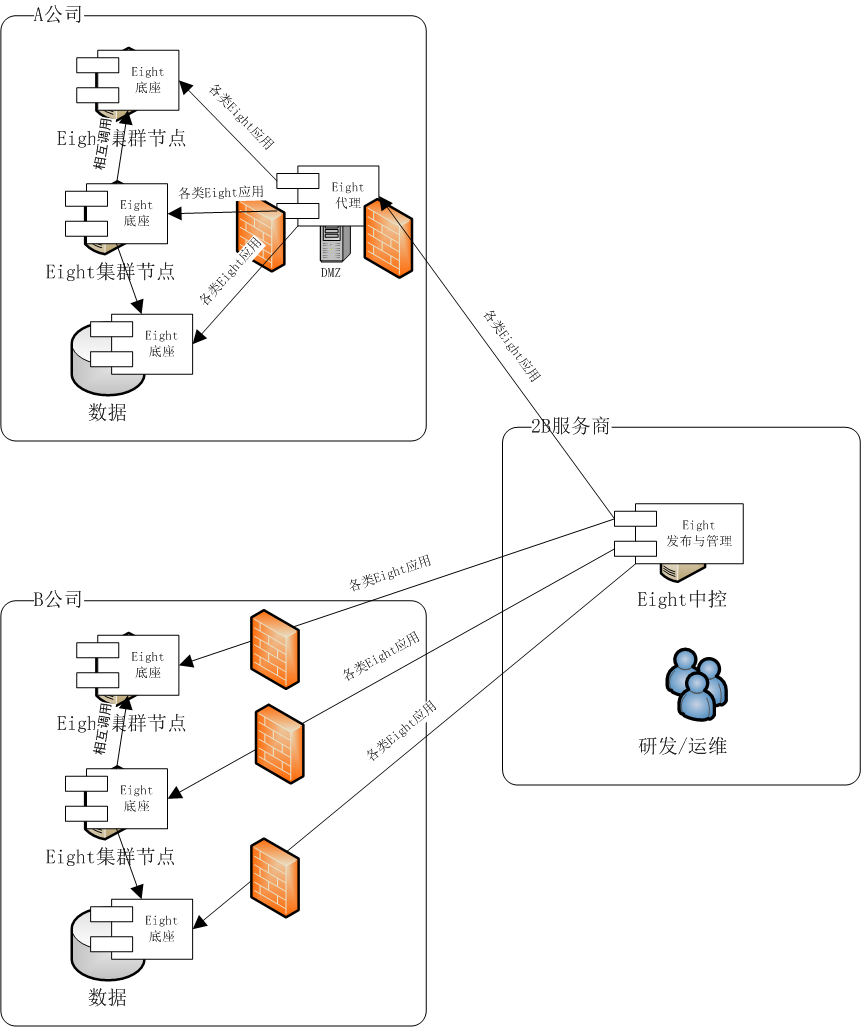 A公司
Eight
底座
Eight集群节点
相互调用
各类Eight应用
Eight
底座
Eight集群节点
各类Eight应用
Eight
代理
DMZ
各类Eight应用
Eight
底座
数据
各类Eight应用
2B服务商
Eight
发布与管理
Eight中控
研发/运维
各类Eight应用
B公司
Eight
底座
Eight集群节点
相互调用
各类Eight应用
Eight
底座
Eight集群节点
各类Eight应用
Eight
底座
数据